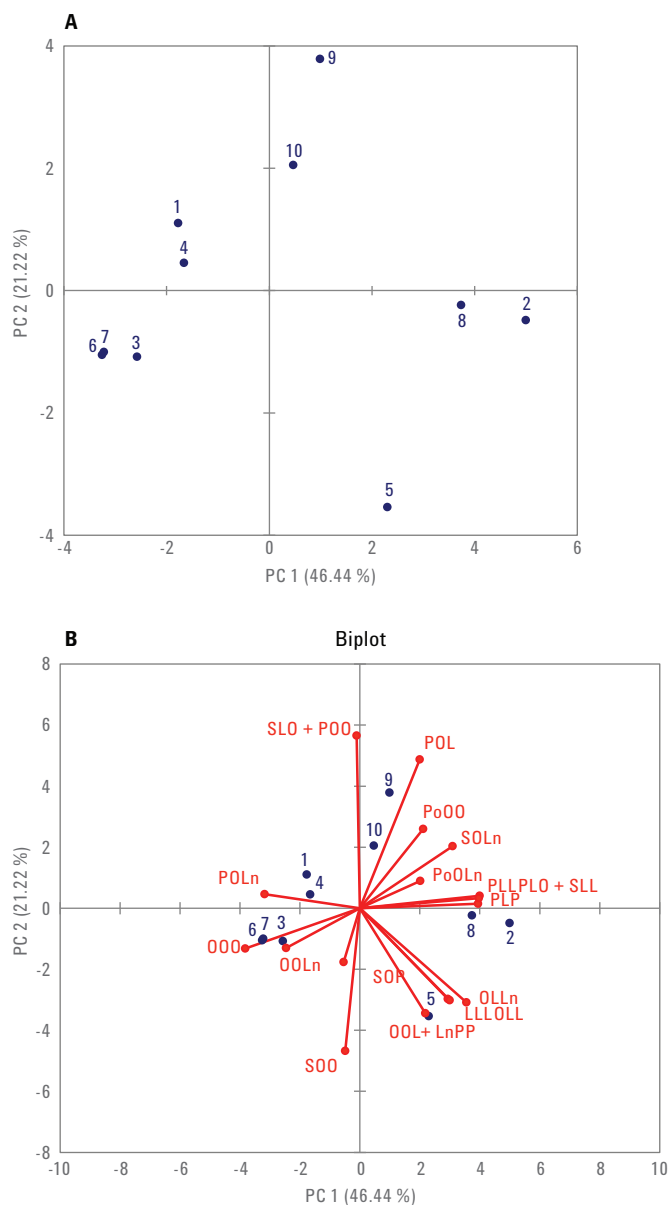 A
4
9
10
2
1
4
PC 2 (21.22 %)
0
2
8
7
6
3
-2
5
-4
-4
-2
0
2
4
6
PC 1 (46.44 %)
B
Biplot
8
SLO + POO
6
POL
9
4
PoOO
10
SOLn
2
1
PoOLn
POLn
4
PLLPLO + SLL
PC 2 (21.22 %)
0
PLP
6 7 3
8
2
OOO
OOLn
-2
SOP
OLLn
5
LLLOLL
OOL+ LnPP
-4
SOO
-6
-8
-10 -8 -6 -4 -2 0 2 4 6 8 10
PC 1 (46.44 %)